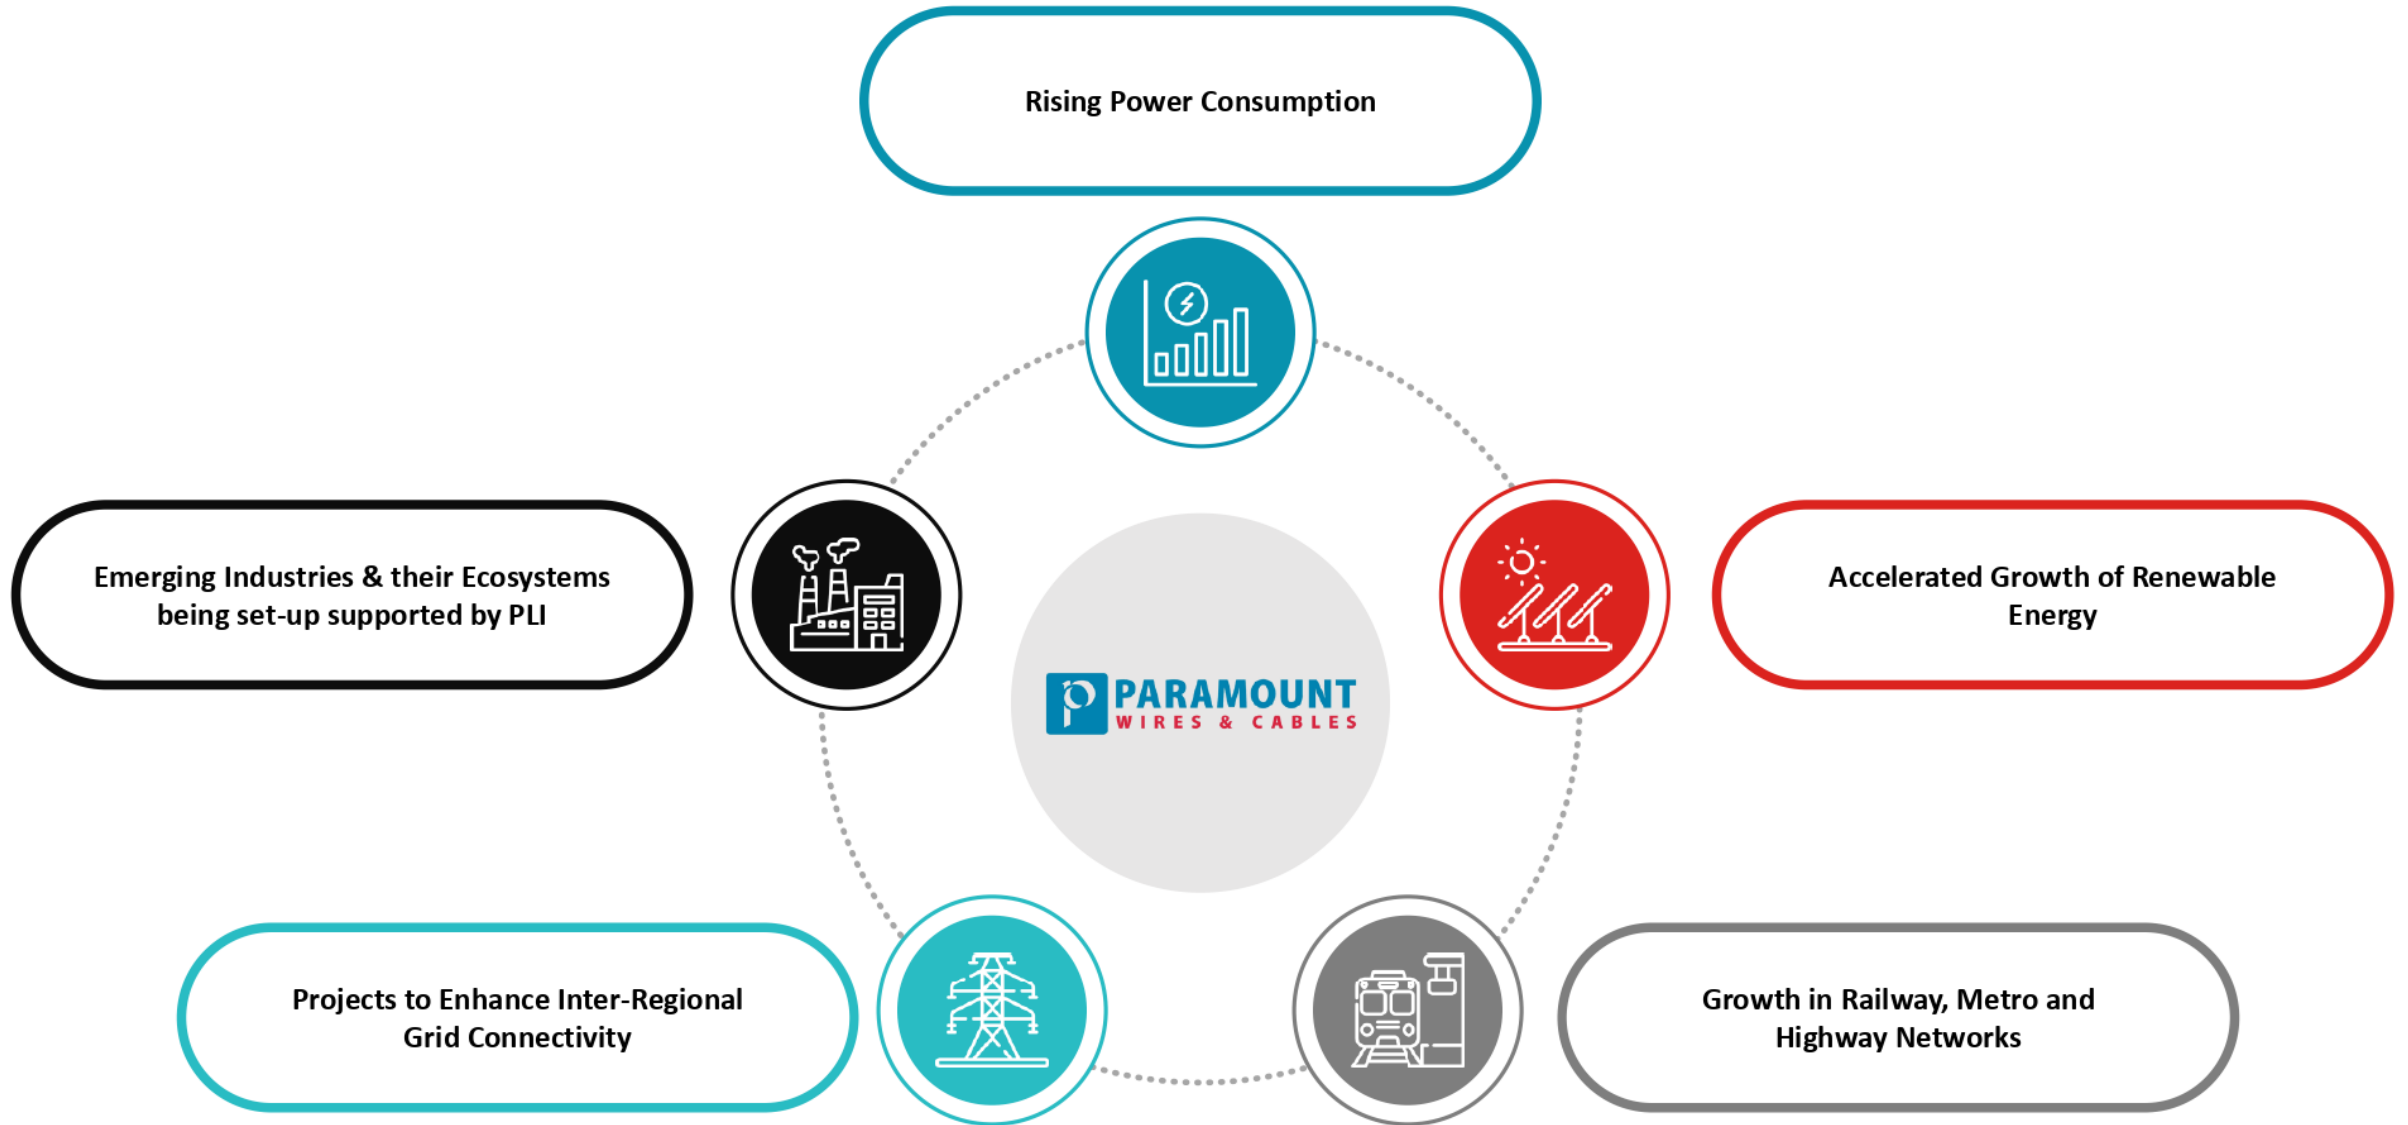 Rising Power Consumption
Emerging Industries & their Ecosystems
being set-up supported by PLI
Accelerated Growth of Renewable
Energy
PARAMOUNT
WIRES & CABLES
Projects to Enhance Inter-Regional
Grid Connectivity
Growth in Railway, Metro and
Highway Networks